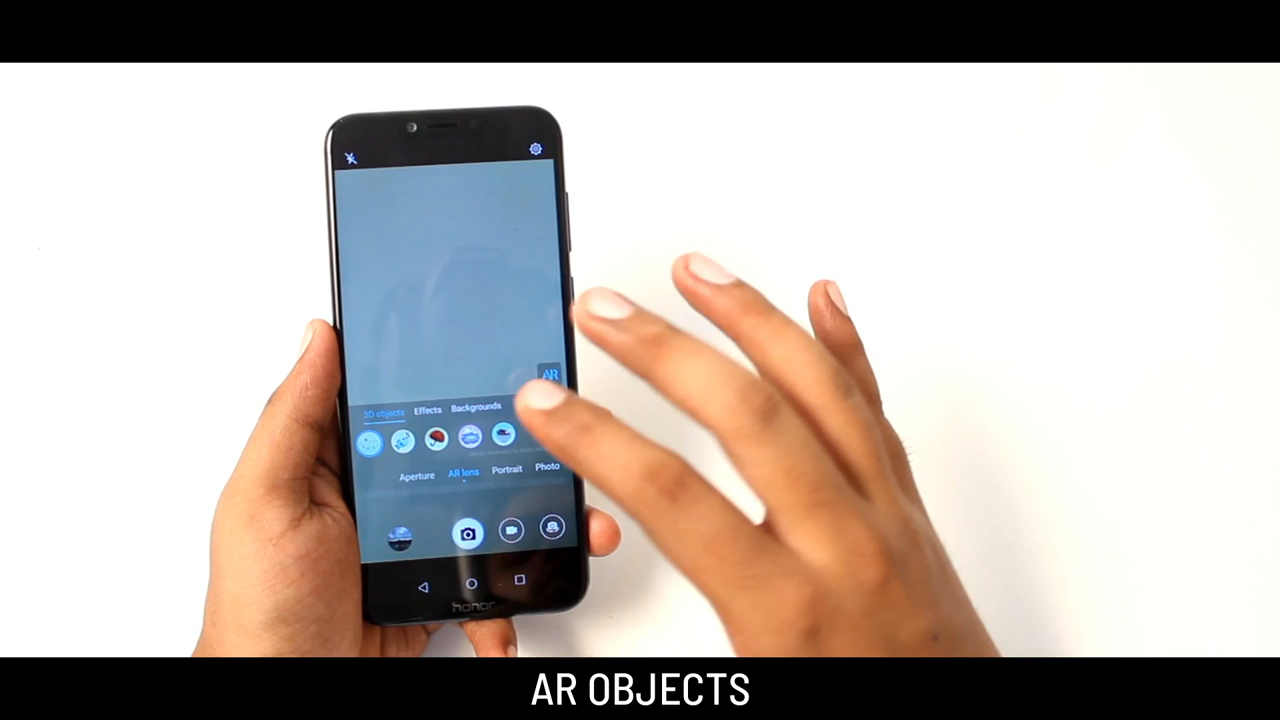 AR
3D objects Effects Backgrounds
Aperture AR lens Portrait Photo
honor
AR OBJECTS